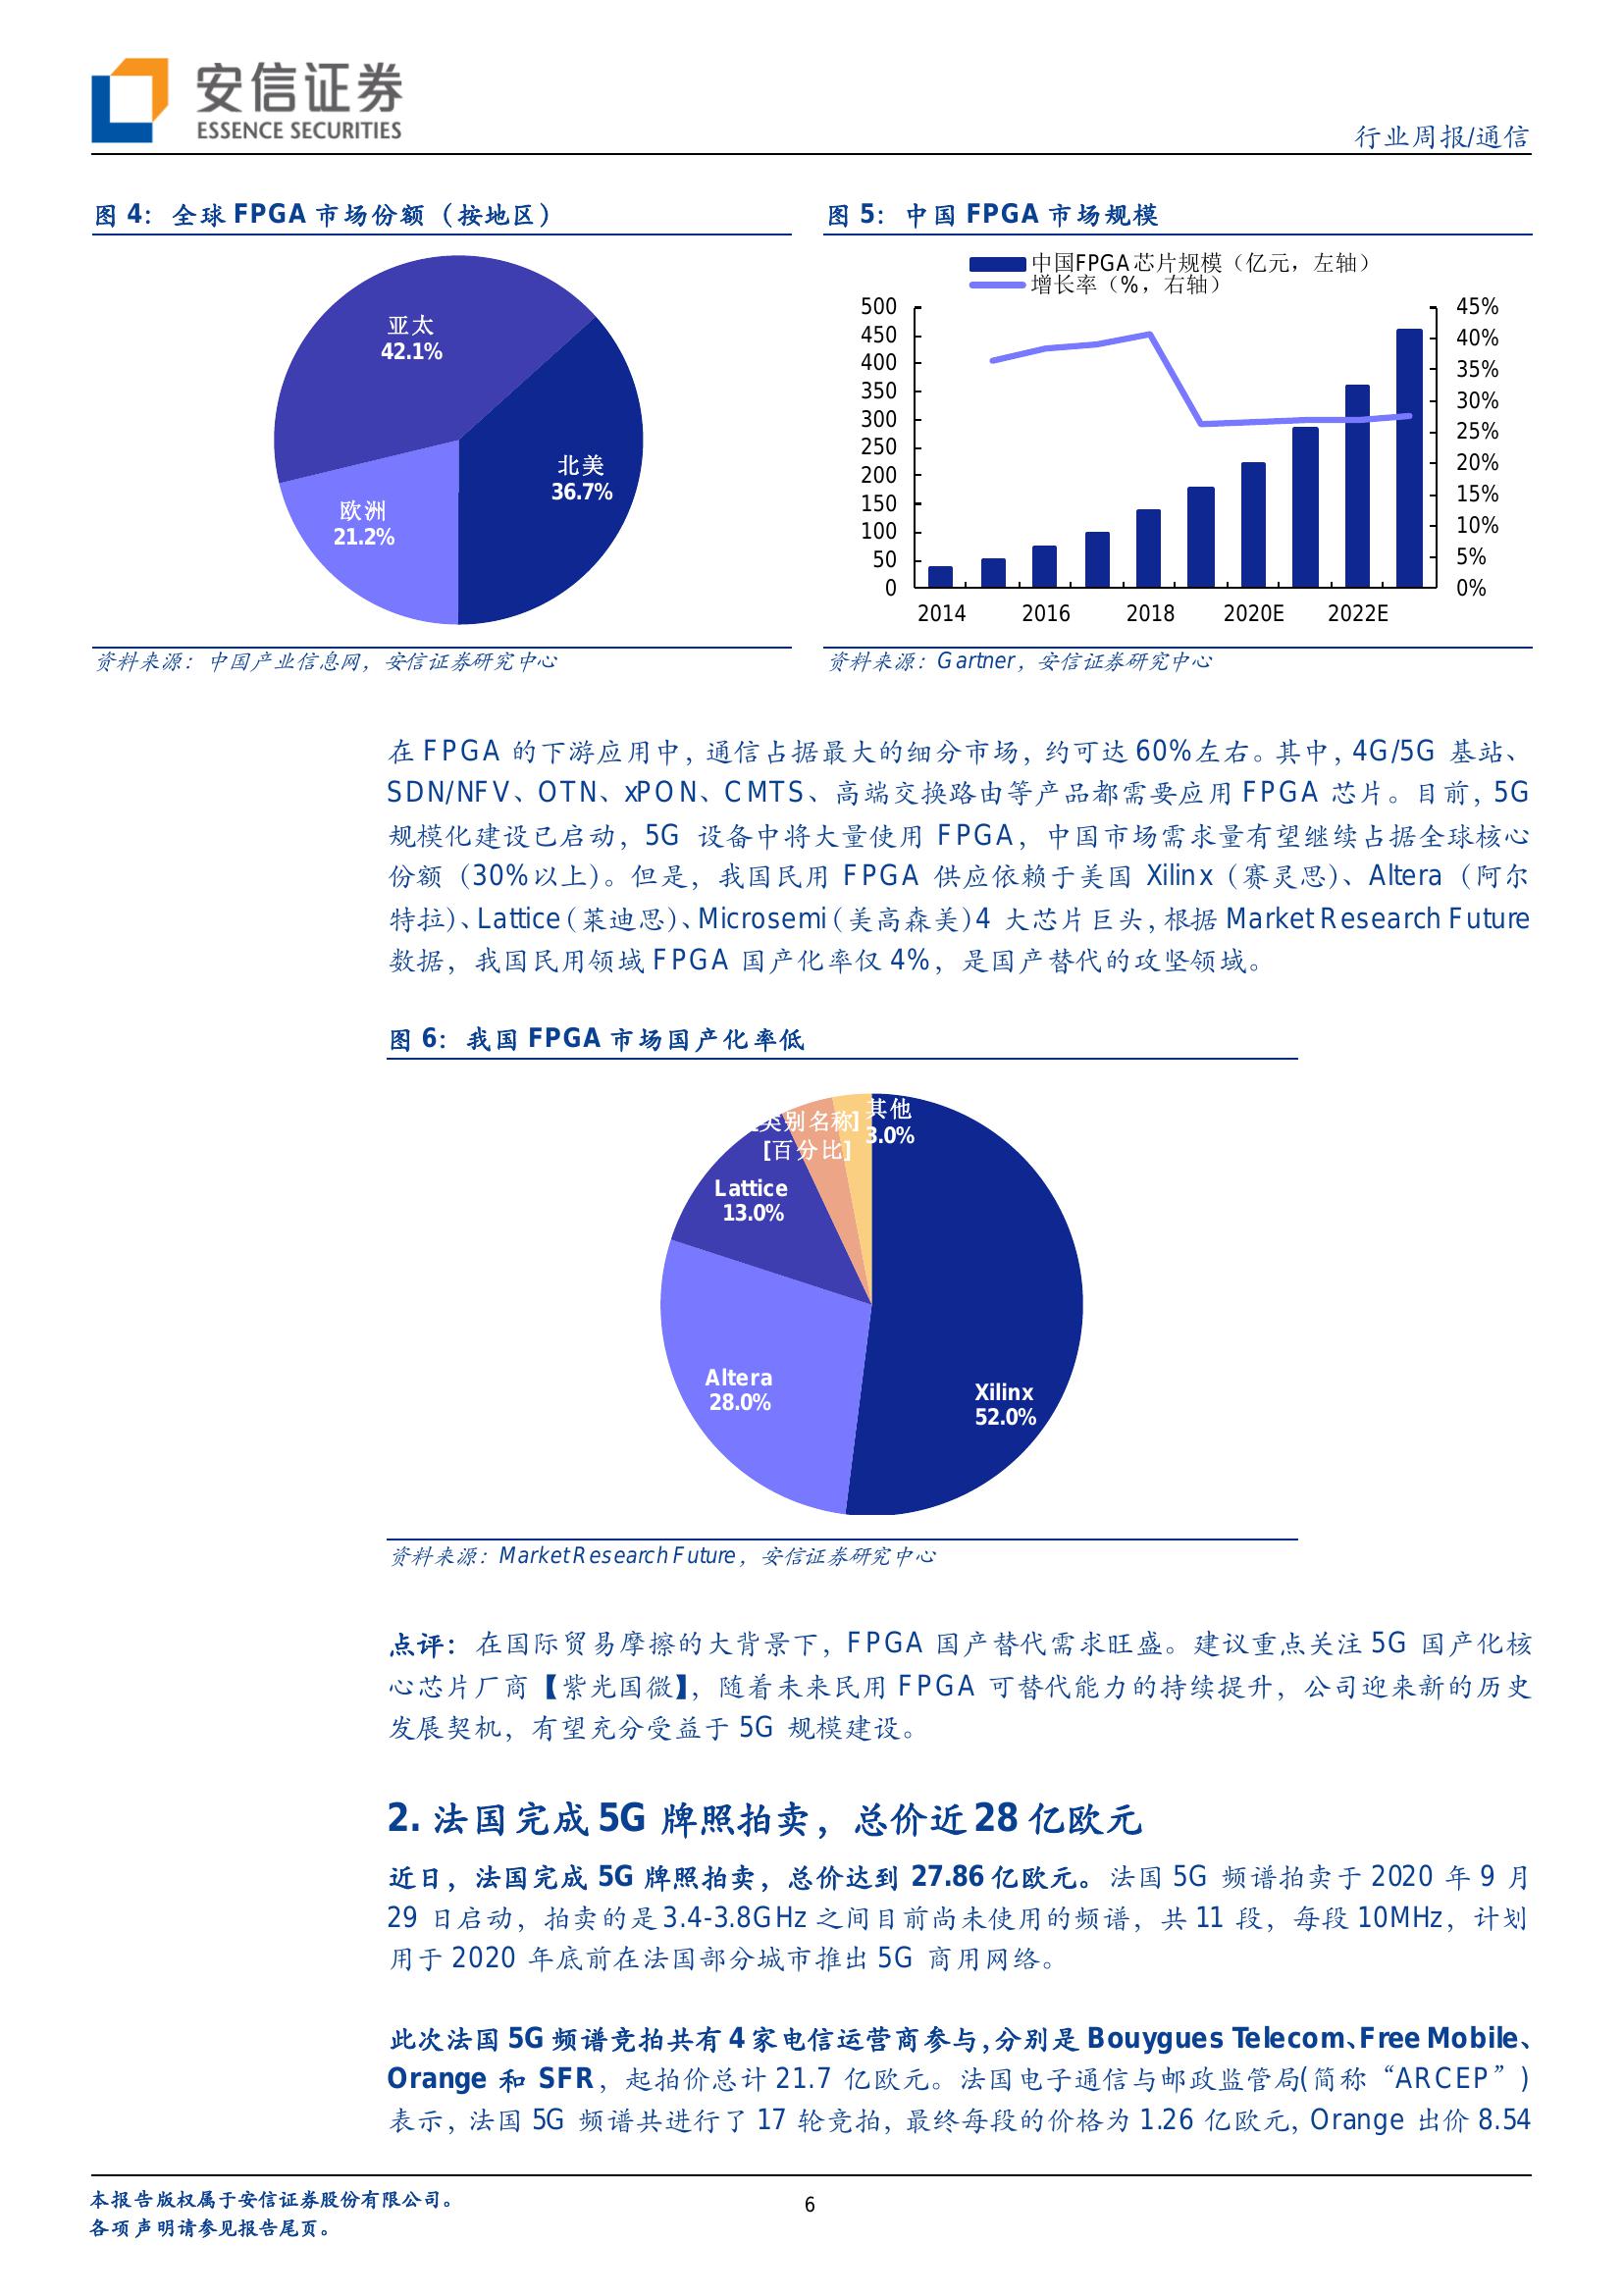 安信证券
ESSENCE SECURITIES
行业周报/通信
图 4：全球 FPGA 市场份额（按地区）
亚太
42.1%
北美
36.7%
欧洲
21.2%
资料来源：中国产业信息网，安信证券研究中心
图 5：中国 FPGA 市场规模
中国FPGA芯片规模（亿元，左轴）
增长率（%，右轴）
500
450
400
350
300
250
200
150
100
50
0
45%
40%
35%
30%
25%
20%
15%
10%
5%
0%
2014 2016 2018 2020E 2022E
资料来源：Gartner，安信证券研究中心
在 FPGA 的下游应用中，通信占据最大的细分市场，约可达 60%左右。其中，4G/5G 基站、
SDN/NFV、OTN、xPON、CMTS、高端交换路由等产品都需要应用 FPGA 芯片。目前，5G
规模化建设已启动，5G 设备中将大量使用 FPGA，中国市场需求量有望继续占据全球核心
份额（30%以上）。但是，我国民用 FPGA 供应依赖于美国 Xilinx（赛灵思）、Altera（阿尔
特拉）、Lattice（莱迪思）、Microsemi（美高森美）4 大芯片巨头，根据 Market Research Future
数据，我国民用领域 FPGA 国产化率仅 4%，是国产替代的攻坚领域。
图 6：我国 FPGA 市场国产化率低
[类别名称]
[百分比]
其他
3.0%
Lattice
13.0%
Altera
28.0%
Xilinx
52.0%
资料来源：Market Research Future，安信证券研究中心
点评：在国际贸易摩擦的大背景下，FPGA 国产替代需求旺盛。建议重点关注 5G 国产化核
心芯片厂商【紫光国微】，随着未来民用 FPGA 可替代能力的持续提升，公司迎来新的历史
发展契机，有望充分受益于 5G 规模建设。
2. 法国完成 5G 牌照拍卖，总价近 28 亿欧元
近日，法国完成 5G 牌照拍卖，总价达到 27.86 亿欧元。法国 5G 频谱拍卖于 2020 年 9 月
29 日启动，拍卖的是 3.4-3.8GHz 之间目前尚未使用的频谱，共 11 段，每段 10MHz，计划
用于 2020 年底前在法国部分城市推出 5G 商用网络。
此次法国 5G 频谱竞拍共有 4 家电信运营商参与，分别是 Bouygues Telecom、Free Mobile、
Orange 和 SFR，起拍价总计 21.7 亿欧元。法国电子通信与邮政监管局(简称“ARCEP”)
表示，法国 5G 频谱共进行了 17 轮竞拍，最终每段的价格为 1.26 亿欧元，Orange 出价 8.54
本报告版权属于安信证券股份有限公司。
各项声明请参见报告尾页。
6